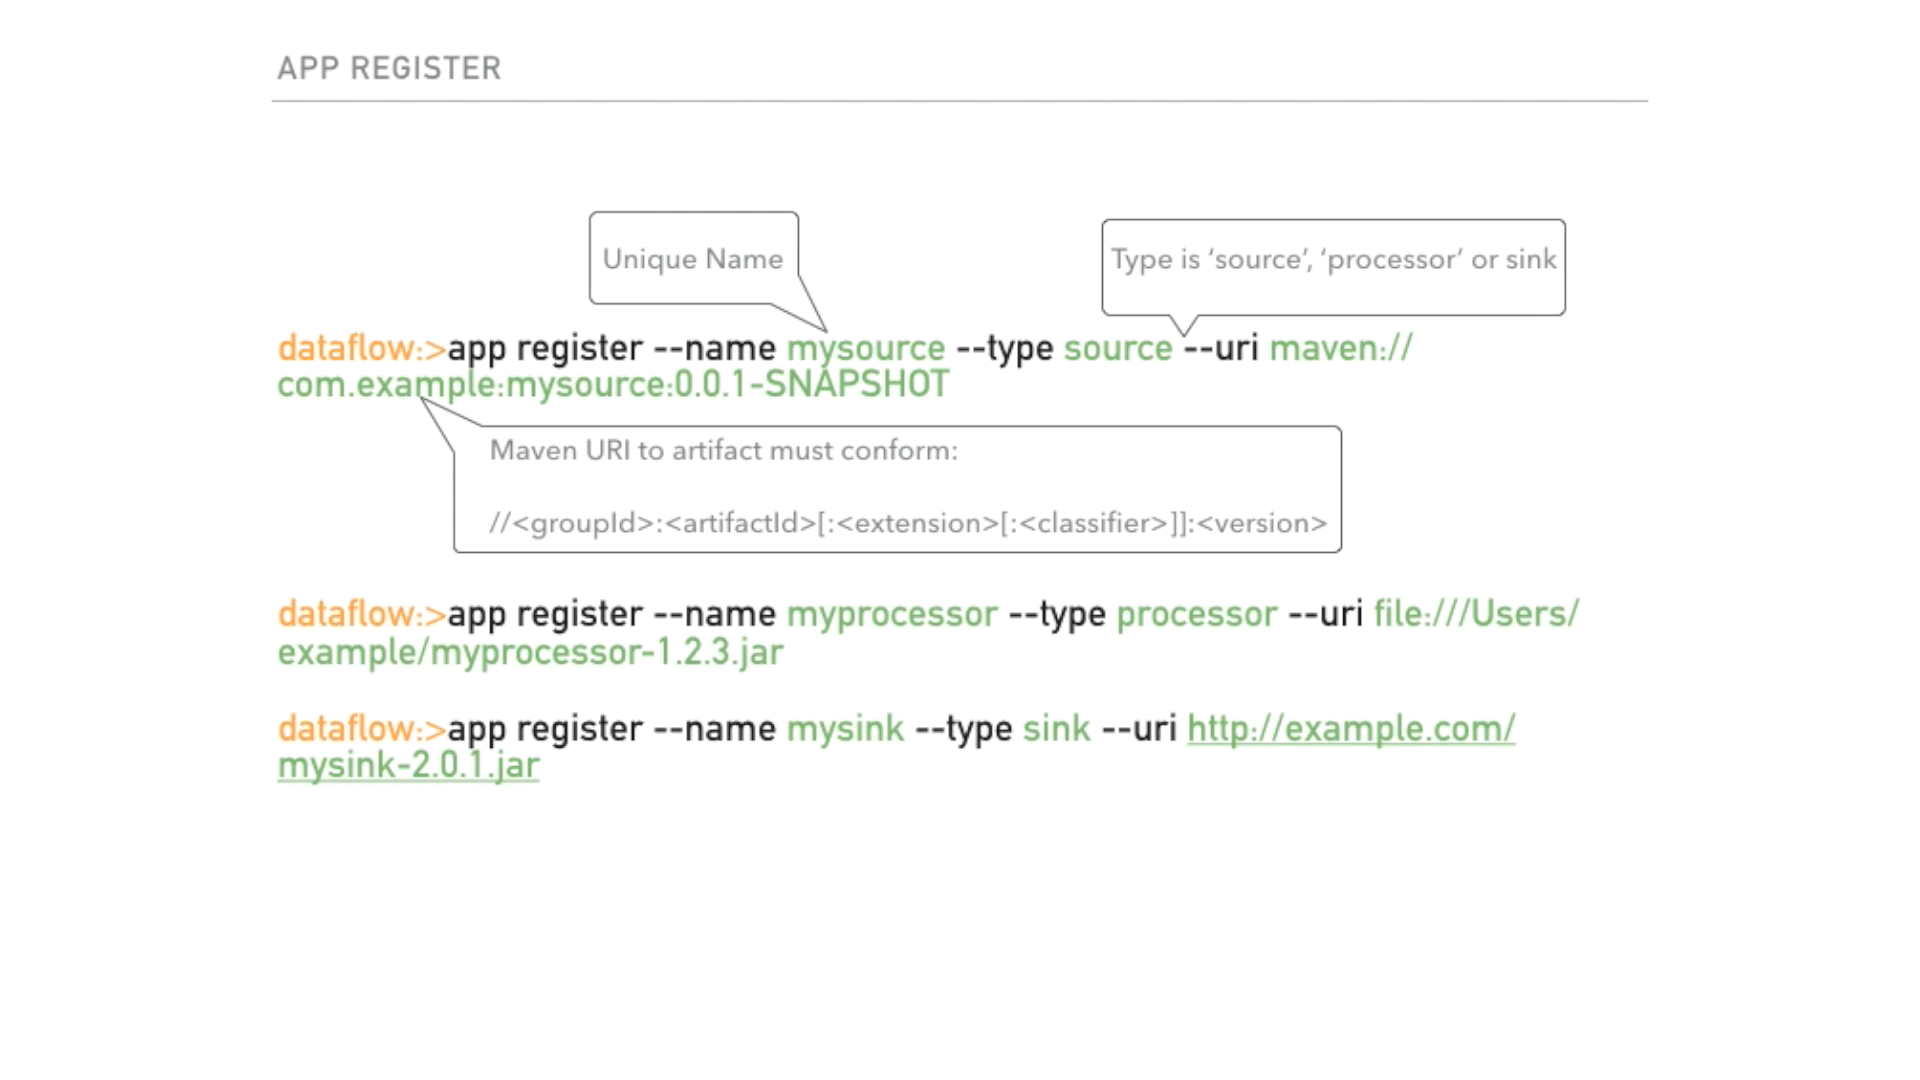 APP REGISTER
Unique Name
Type is ‘source’, ‘processor’ or sink
dataflow:>app register --name mysource --type source --uri maven://
com.example:mysource:0.0.1-SNAPSHOT
Maven URI to artifact must conform:
//<groupId>:<artifactId>[:<extension>[:<classifier>]]:<version>
dataflow:>app register --name myprocessor --type processor --uri file:///Users/
example/myprocessor-1.2.3.jar
dataflow:>app register --name mysink --type sink --uri http://example.com/
mysink-2.0.1.jar